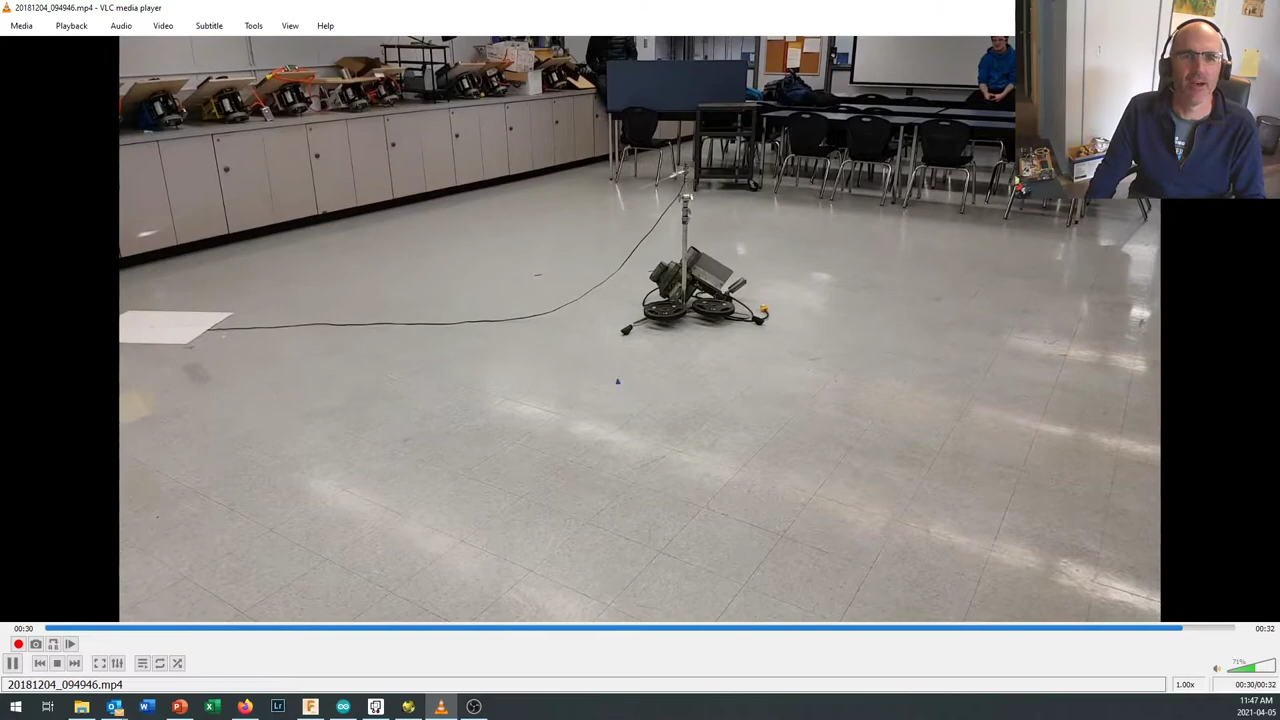 20181204_094946.mp4 - VLC media player
Media Playback Audio Video Subtitle Tools View Help
00:30
00:32
71%
20181204_094946.mp4
1.00x
00:30/00:32
11:47 AM
2021-04-05